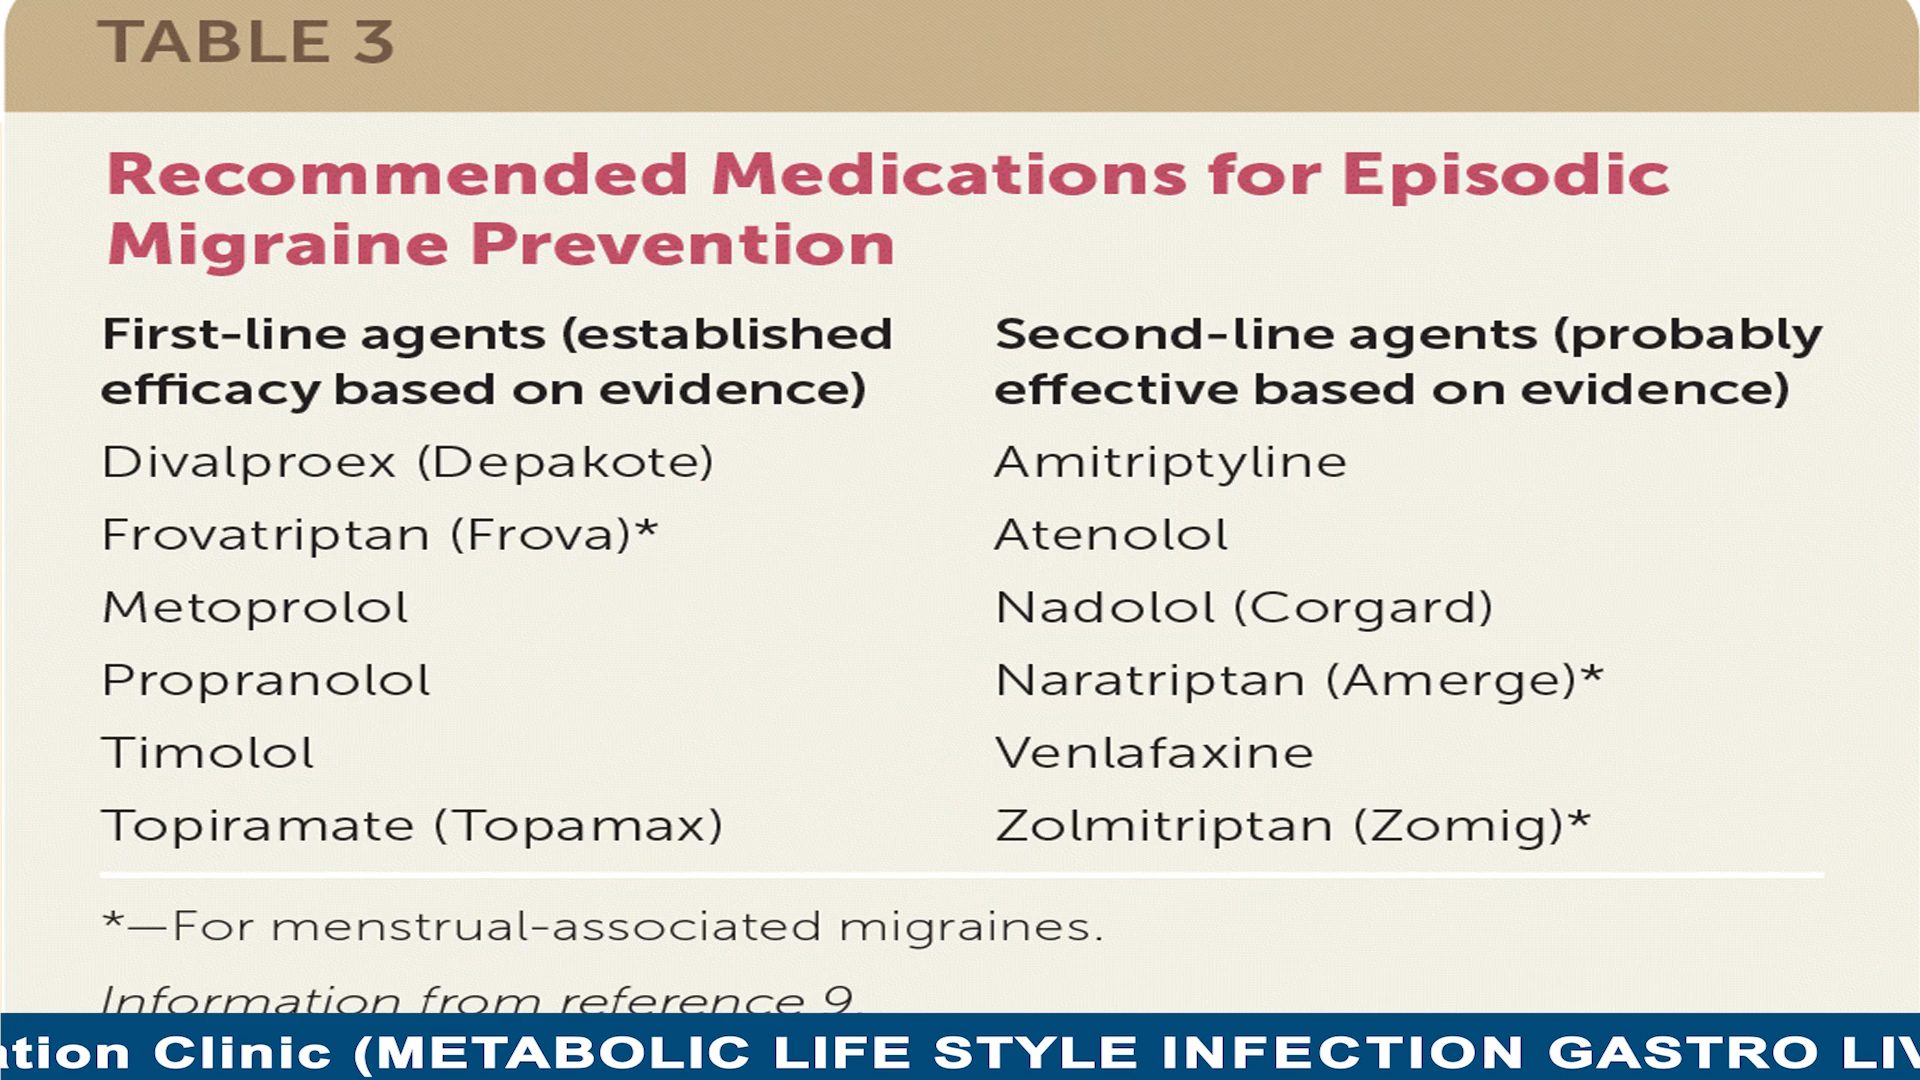 TABLE 3
Recommended Medications for Episodic
Migraine Prevention
First-line agents (established
efficacy based on evidence)
Divalproex (Depakote)
Frovatriptan (Frova)*
Metoprolol
Propranolol
Timolol
Topiramate (Topamax)
Second-line agents (probably
effective based on evidence)
Amitriptyline
Atenolol
Nadolol (Corgard)
Naratriptan (Amerge)*
Venlafaxine
Zolmitriptan (Zomig)*
*—For menstrual-associated migraines.
Information from reference 9.
Clinic (METABOLIC LIFE STYLE INFECTION GASTRO